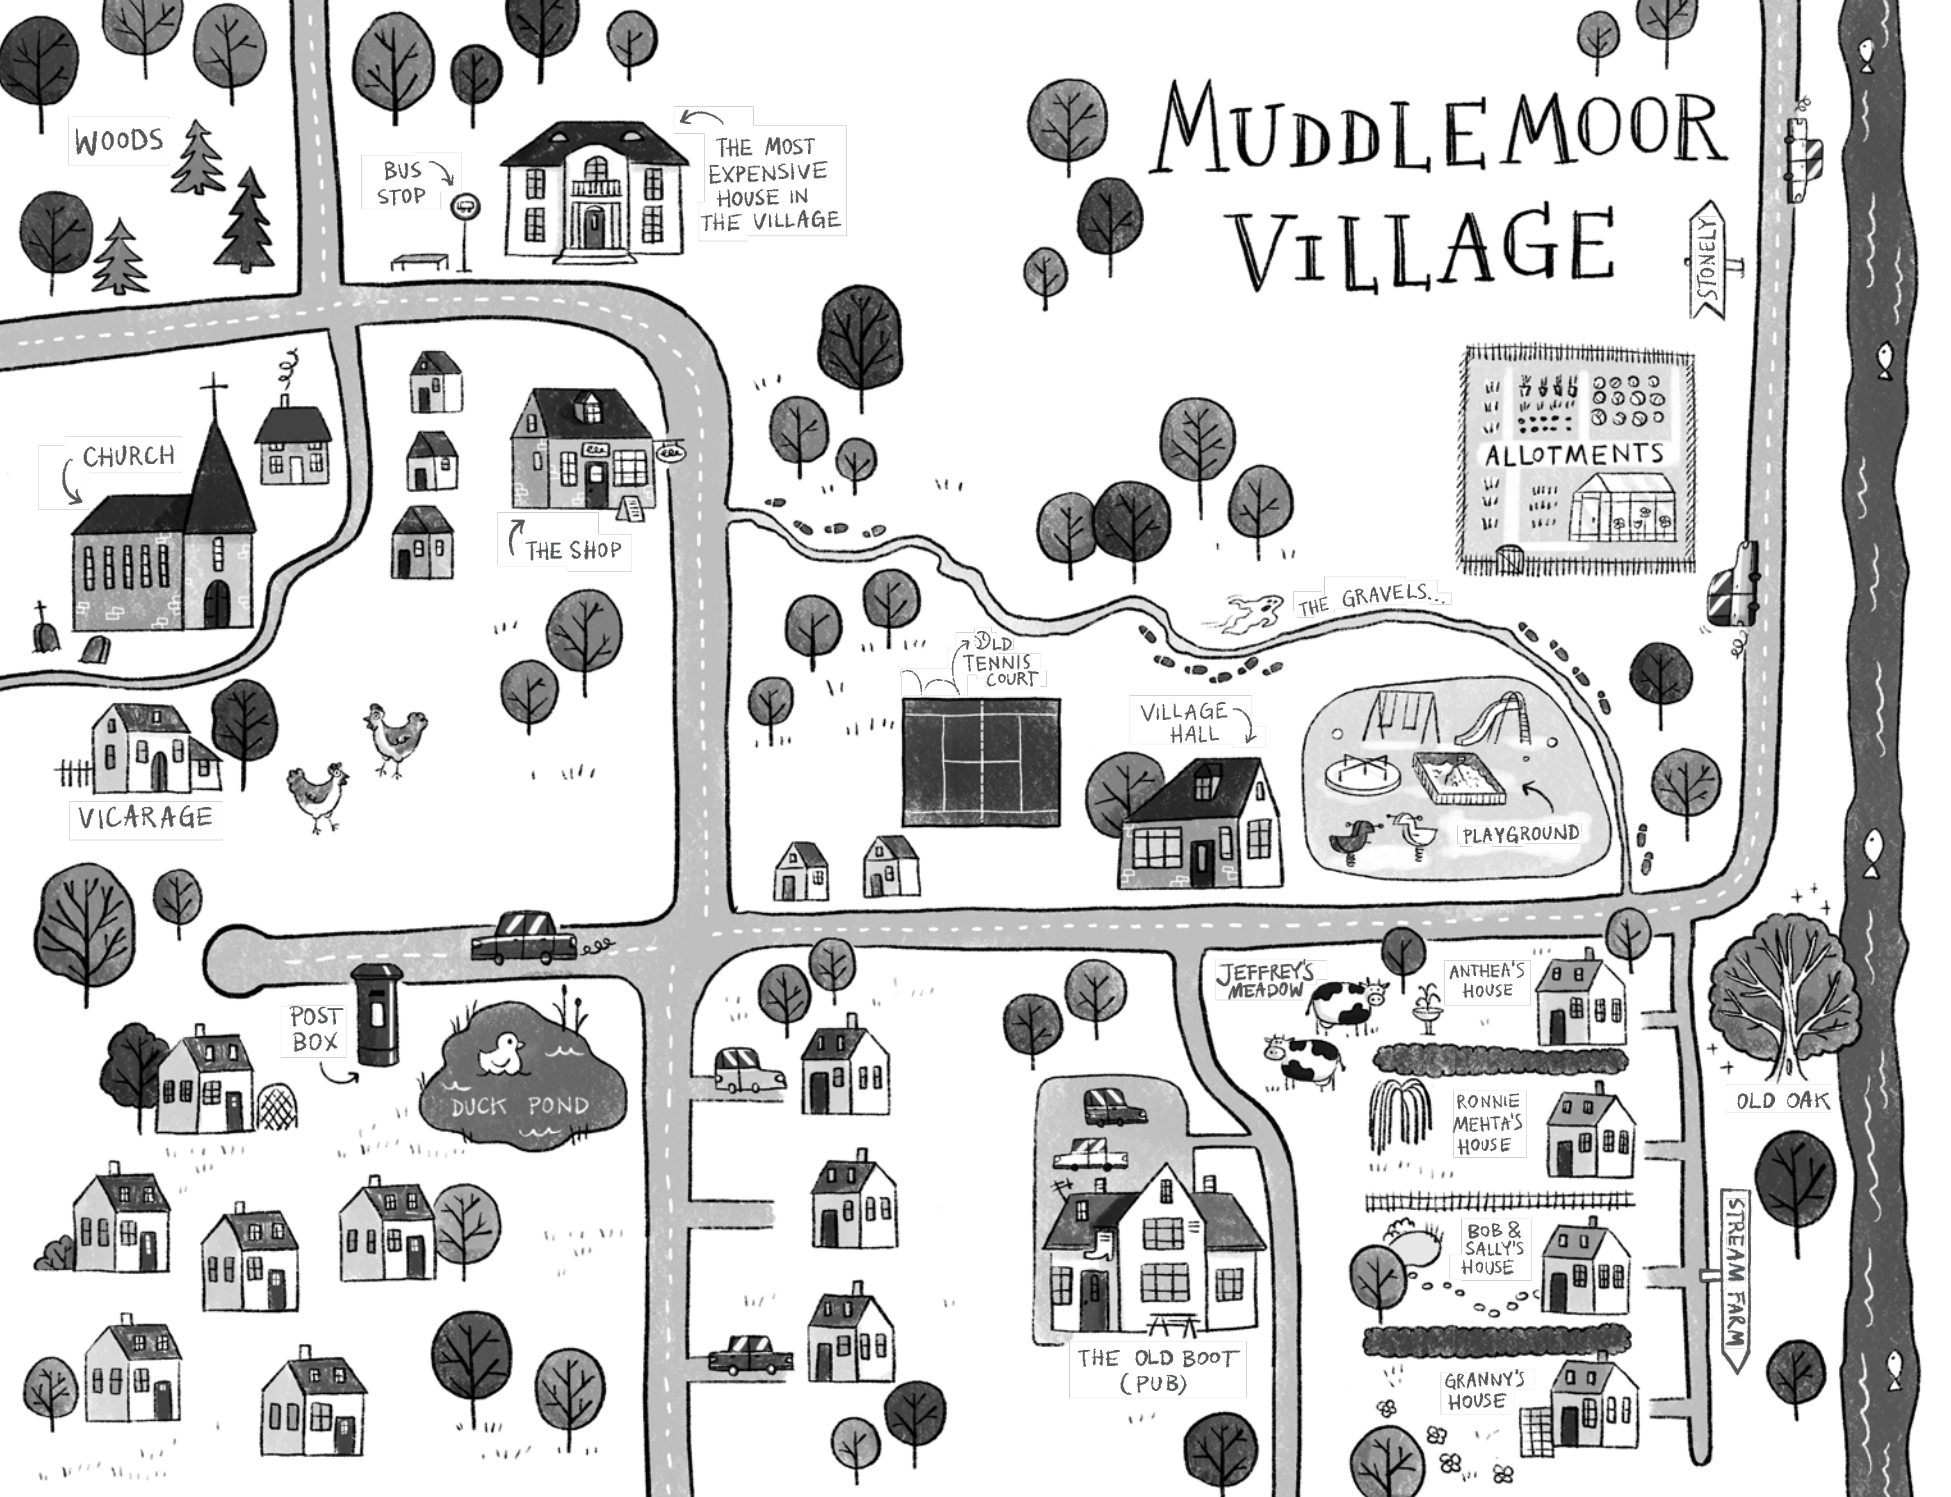 MUDDLEMOOR
VILLAGE
WOODS
BUS
STOP
THE MOST
EXPENSIVE
HOUSE IN
THE VILLAGE
STONELY
CHURCH
THE SHOP
ALLOTMENTS
THE GRAVELS...
OLD
TENNIS
COURT
VILLAGE
HALL
PLAYGROUND
VICARAGE
POST
BOX
DUCK POND
JEFFREY'S
MEADOW
ANTHEA'S
HOUSE
RONNIE
MEHTA'S
HOUSE
OLD OAK
BOB &
SALLY'S
HOUSE
STREAM FARM
THE OLD BOOT
(PUB)
GRANNY'S
HOUSE